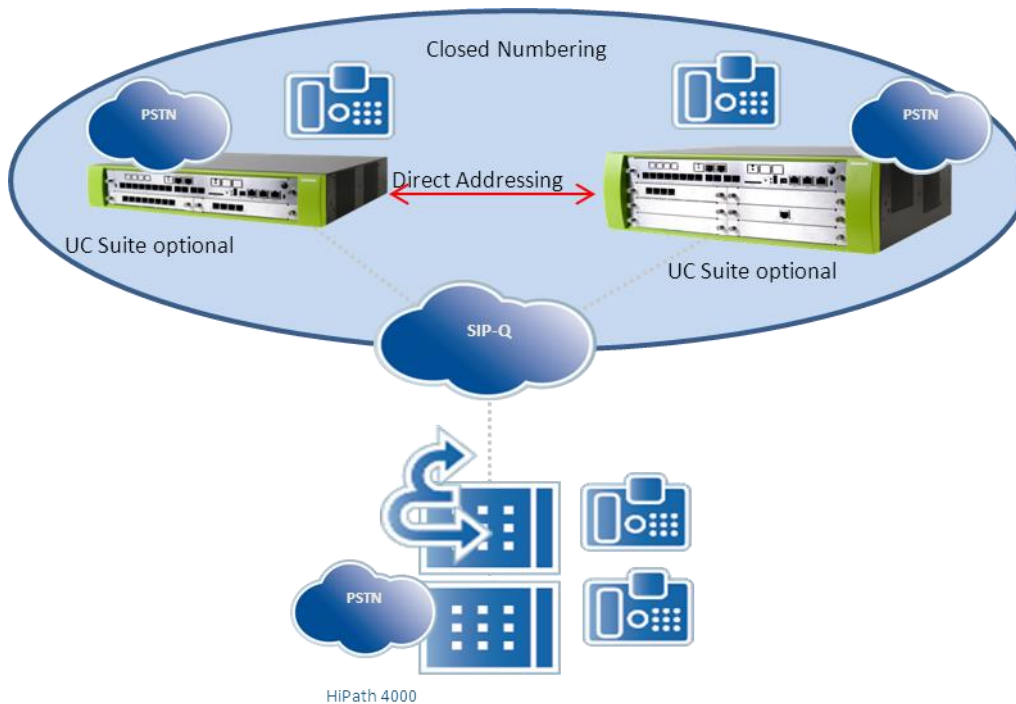 Closed Numbering
PSTN
PSTN
Direct Addressing
UC Suite optional
UC Suite optional
SIP-Q
PSTN
HiPath 4000